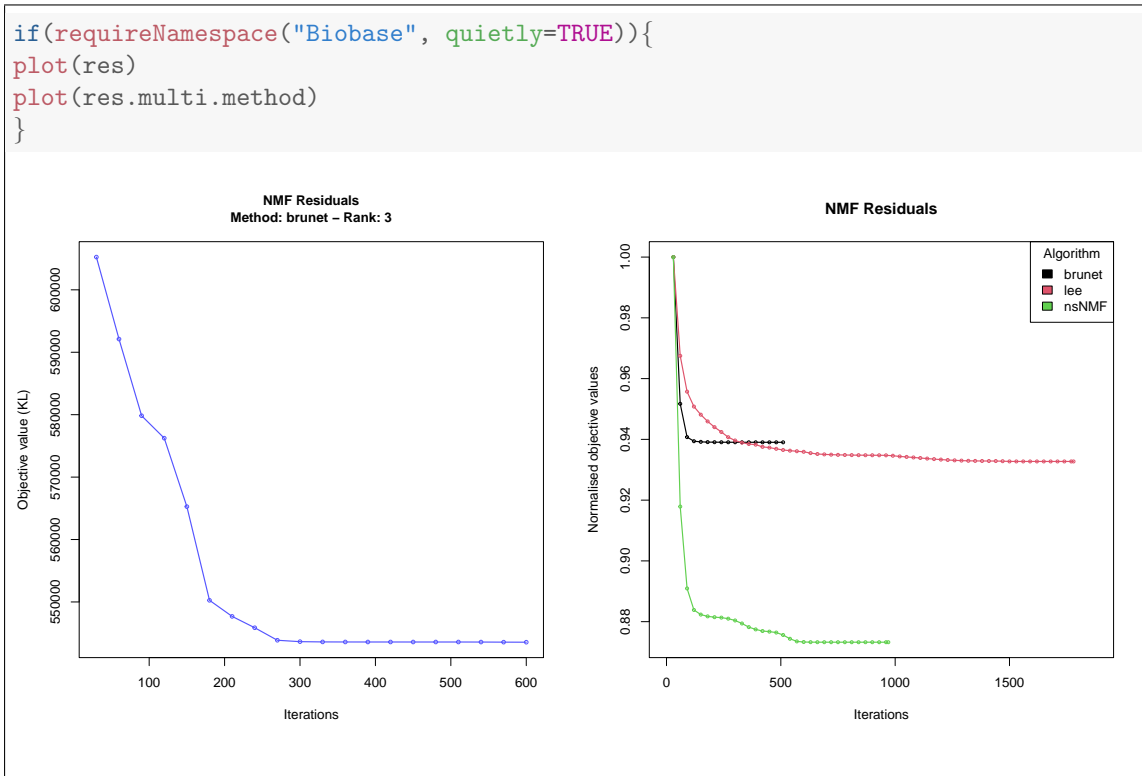 if(requireNamespace("Biobase", quietly=TRUE)){
plot(res)
plot(res.multi.method)
}
NMF Residuals
Method: brunet − Rank: 3
Objective value (KL)
600000
590000
580000
570000
560000
550000
100 200 300 400 500 600
Iterations
NMF Residuals
Normalised objective values
1.00
0.98
0.96
0.94
0.92
0.90
0.88
Algorithm
brunet
lee
nsNMF
0 500 1000 1500
Iterations